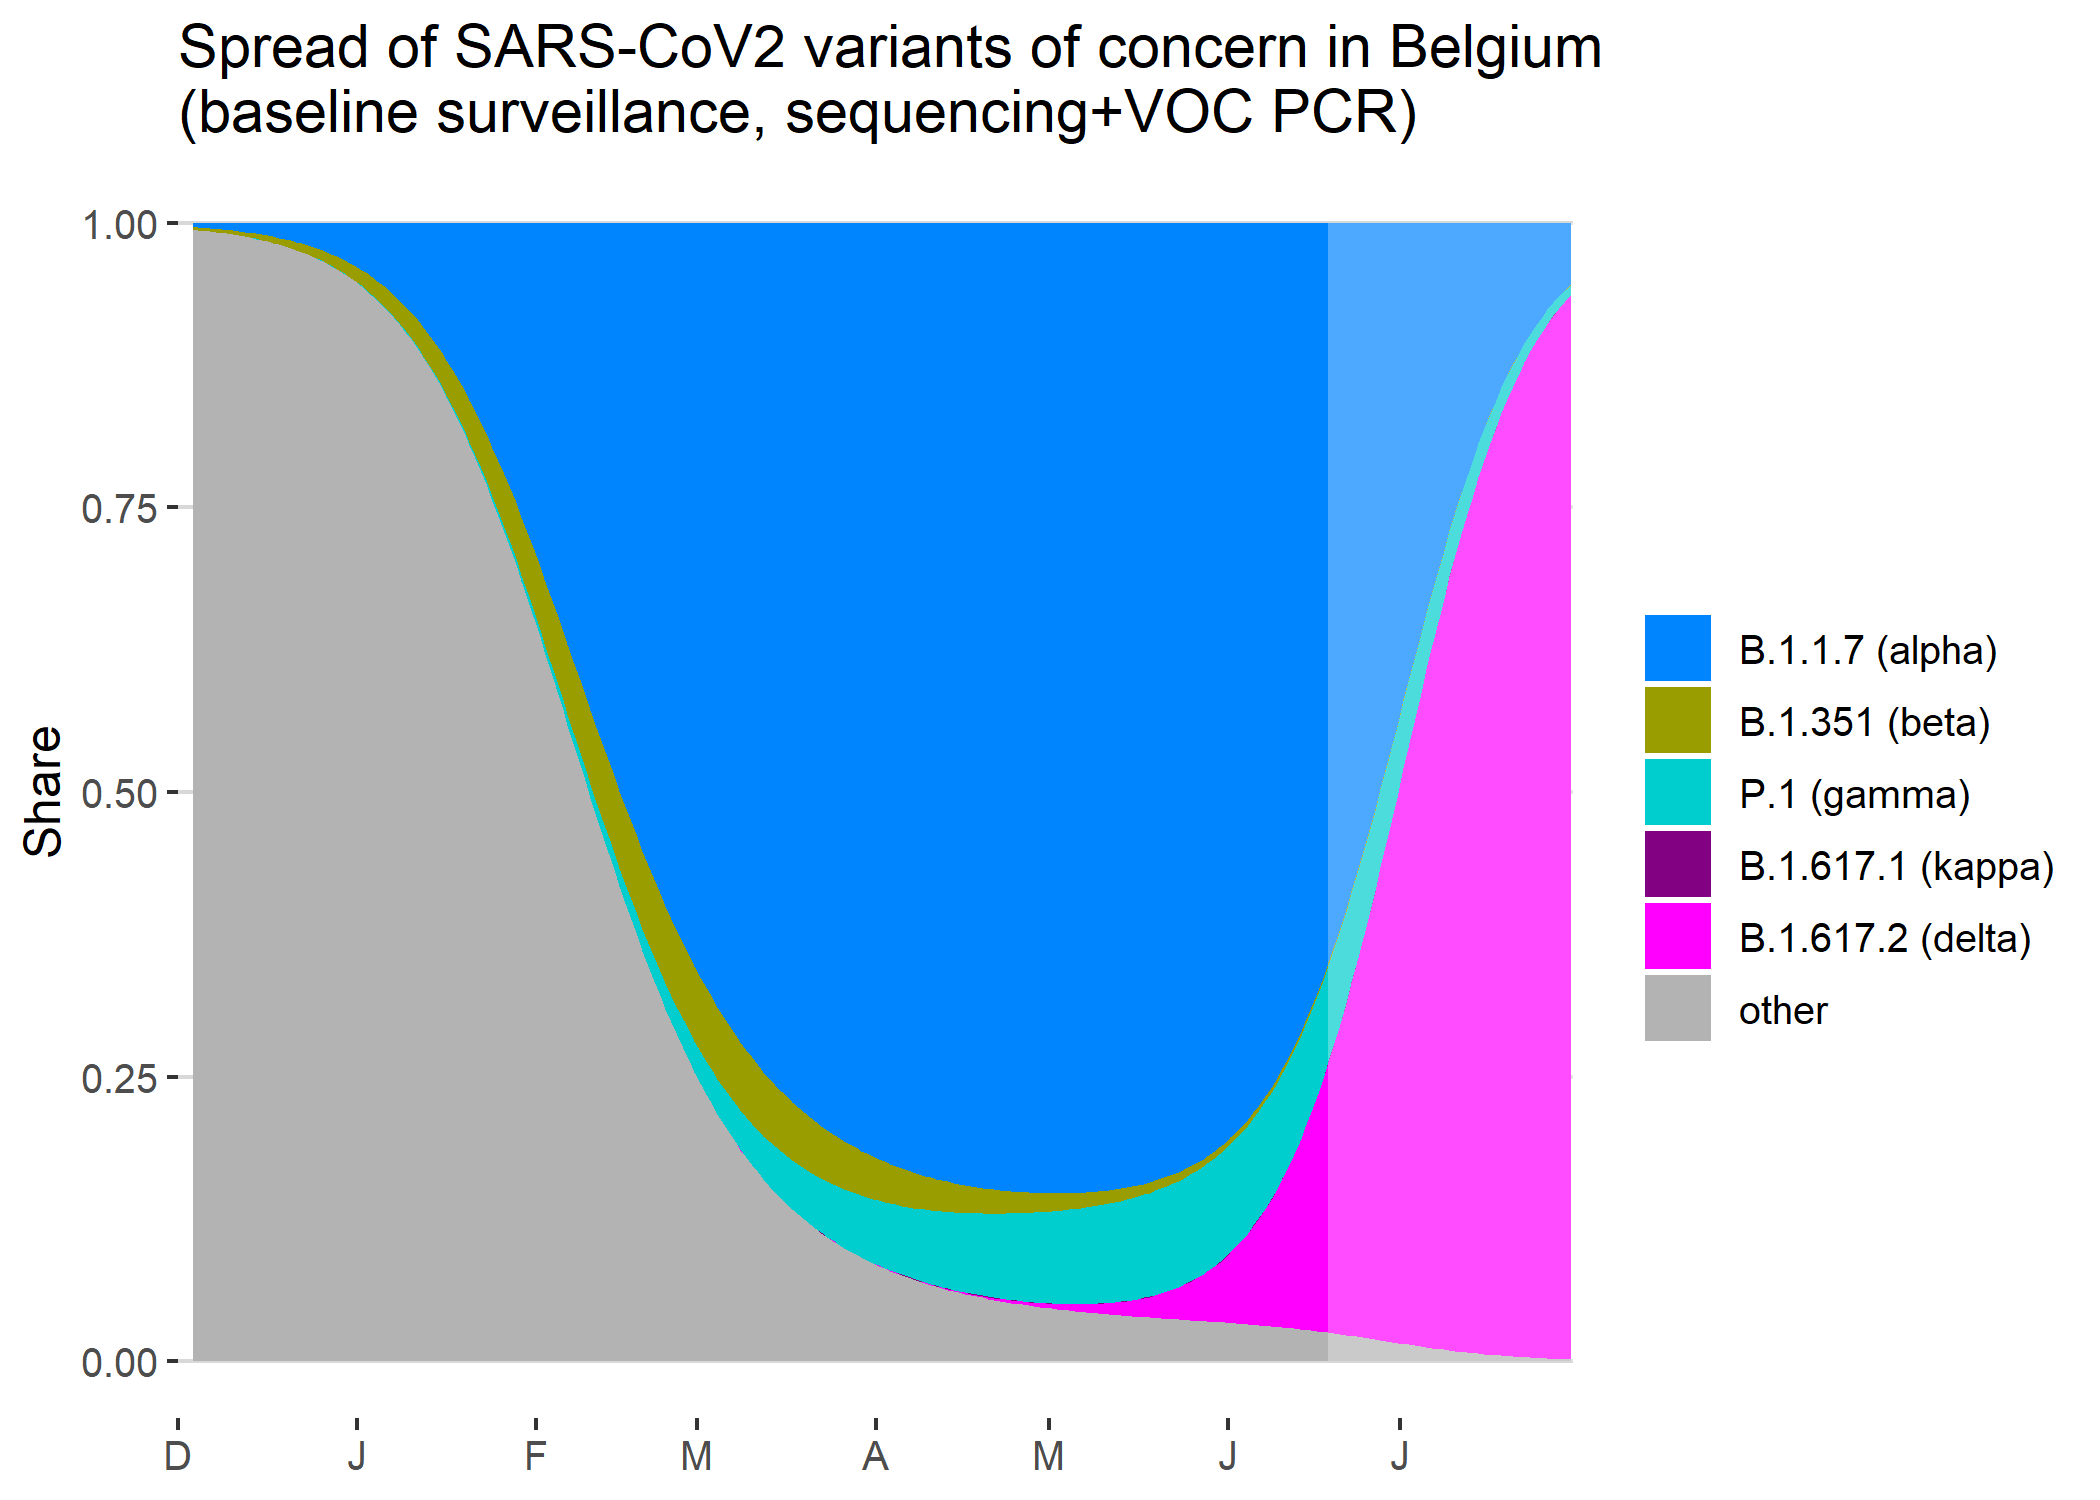 Spread of SARS-CoV2 variants of concern in Belgium
(baseline surveillance, sequencing+VOC PCR)
1.00
0.75
0.50
0.25
0.00
Share
D J F M A M J J
B.1.1.7 (alpha)
B.1.351 (beta)
P.1 (gamma)
B.1.617.1 (kappa)
B.1.617.2 (delta)
other